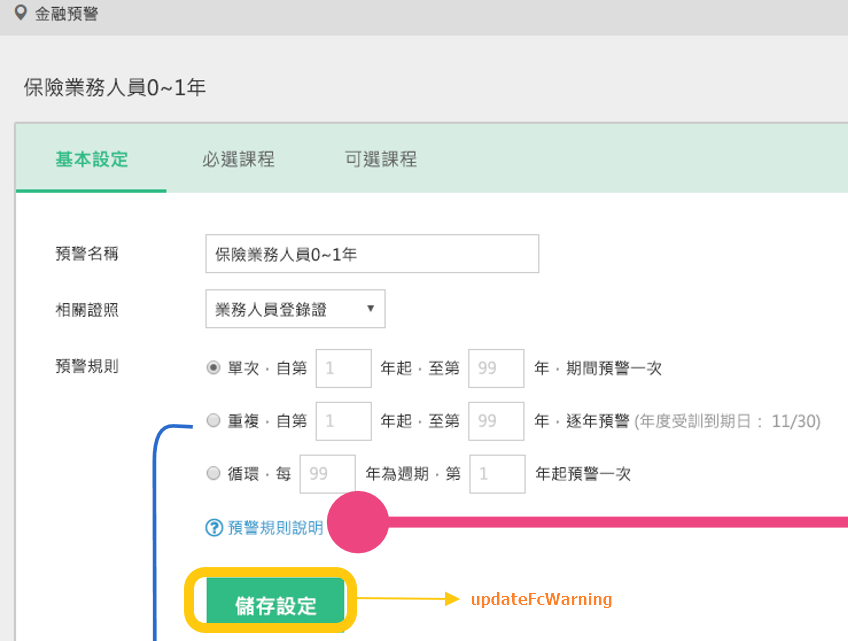 金融預警
保險業務人員0~1年
基本設定 必選課程 可選課程
預警名稱 保險業務人員0~1年
相關證照 業務人員登錄證
預警規則 單次 · 自第 1 年起 · 至第 99 年 · 期間預警一次
重複 · 自第 1 年起 · 至第 99 年 · 逐年預警 (年度受訓到期日： 11/30)
循環 · 每 99 年為週期 · 第 1 年起預警一次
? 預警規則說明
儲存設定 updateFcWarning